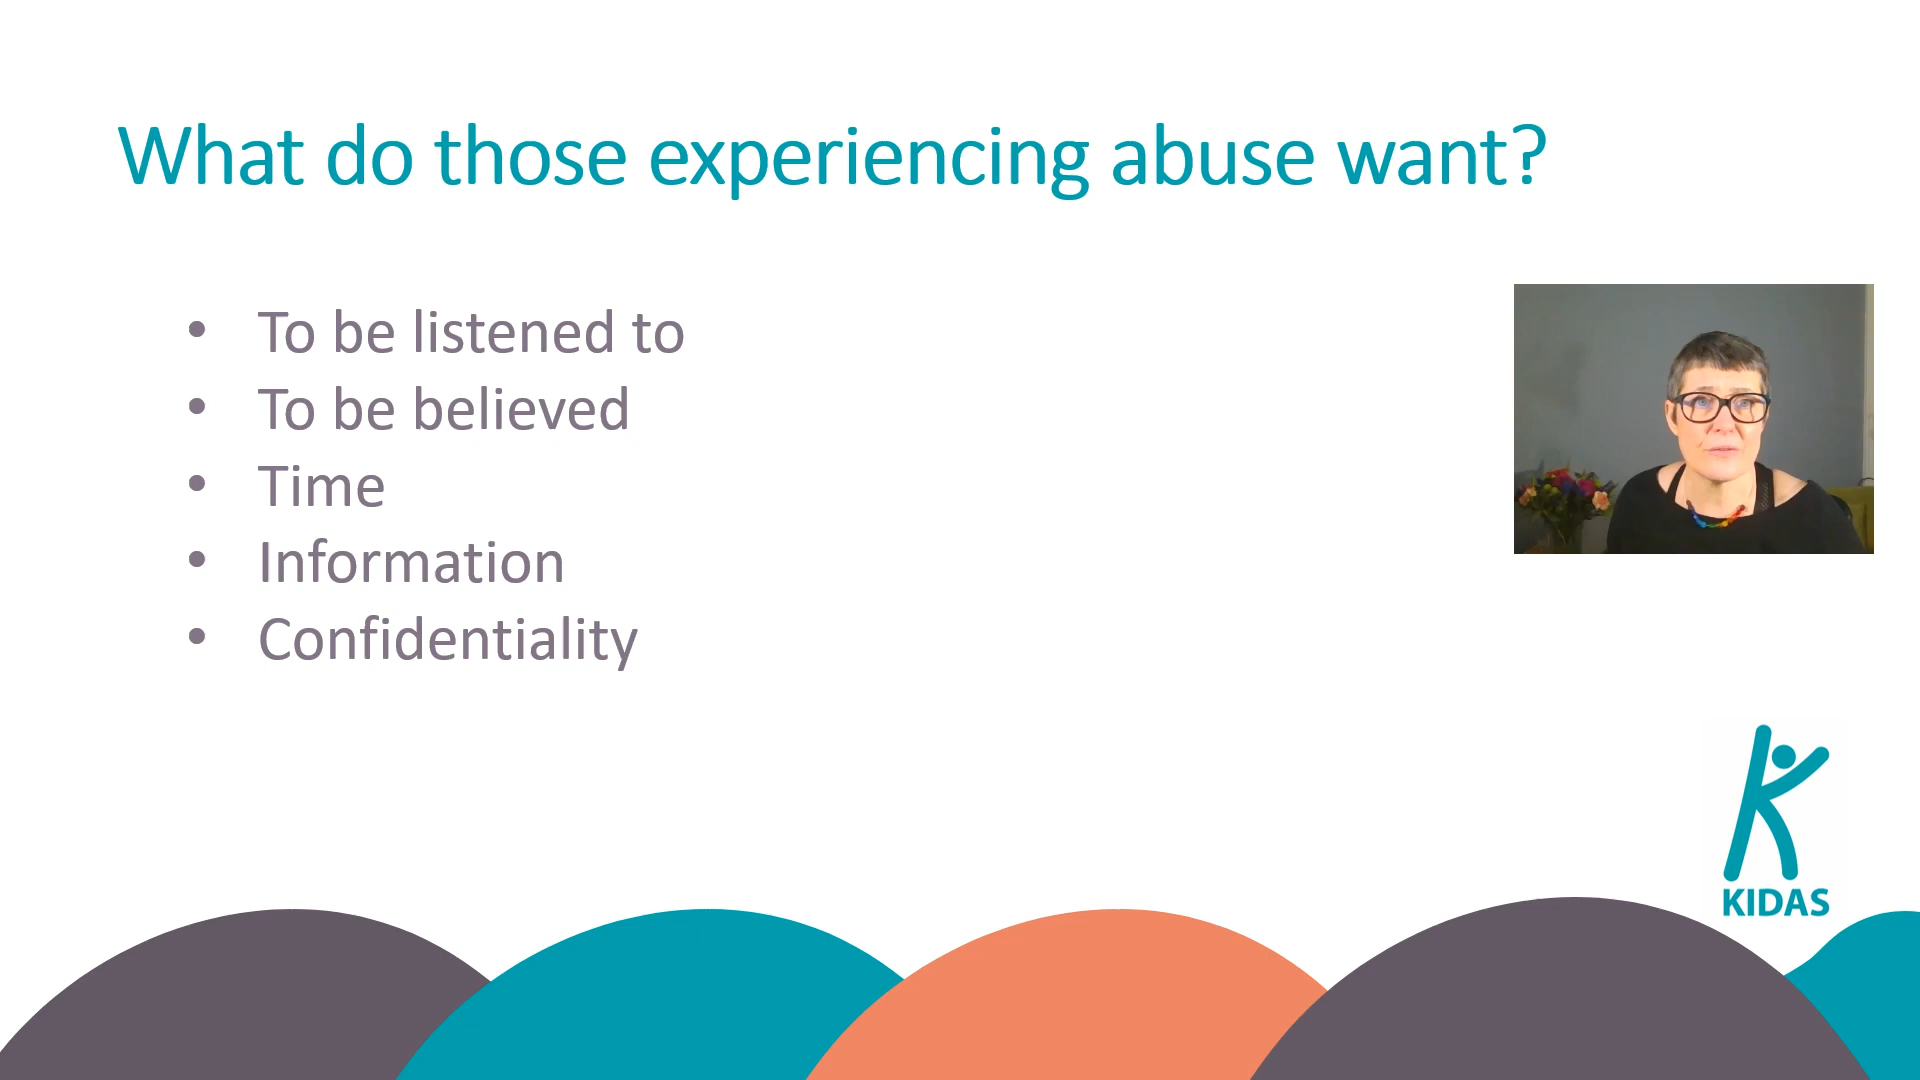 What do those experiencing abuse want?
• To be listened to
• To be believed
• Time
• Information
• Confidentiality
KIDAS